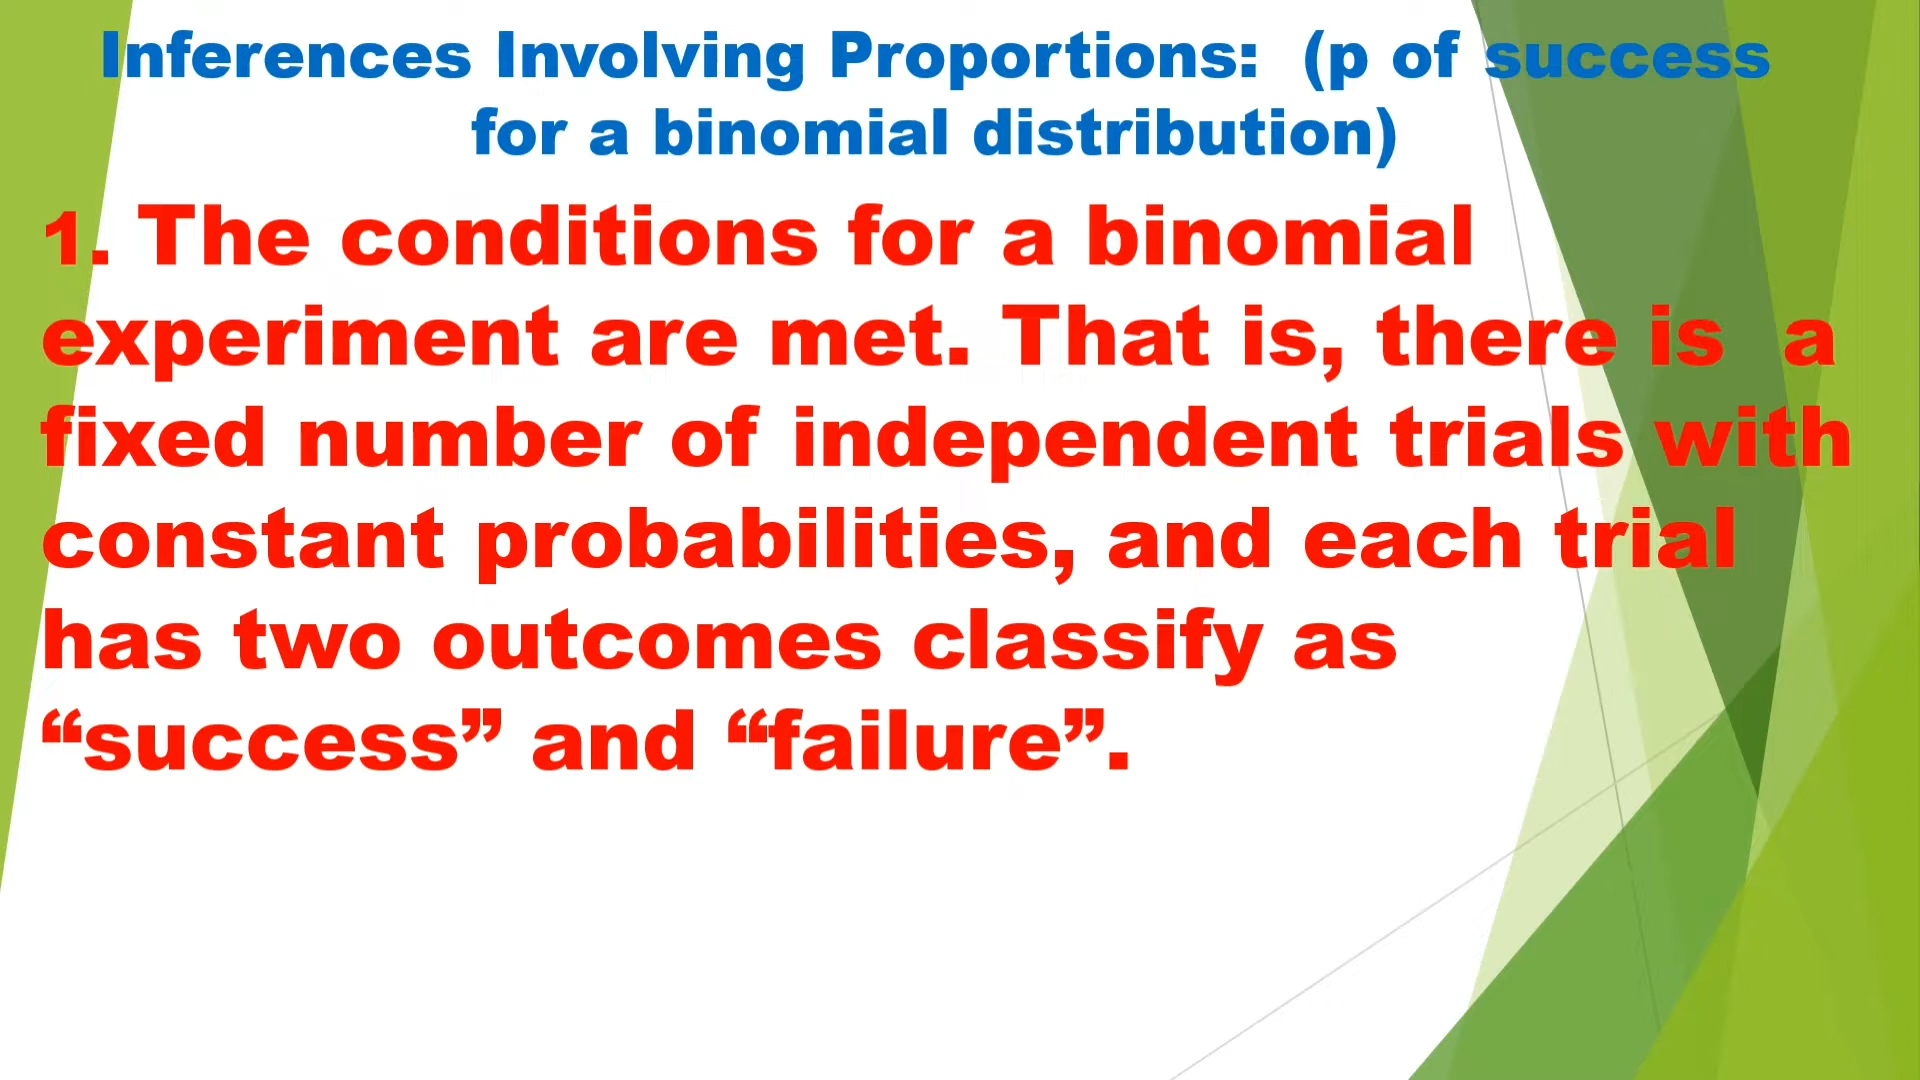 Inferences Involving Proportions:  (p of success
for a binomial distribution)
1. The conditions for a binomial
experiment are met. That is, there is  a
fixed number of independent trials with
constant probabilities, and each trial
has two outcomes classify as
“success” and “failure”.